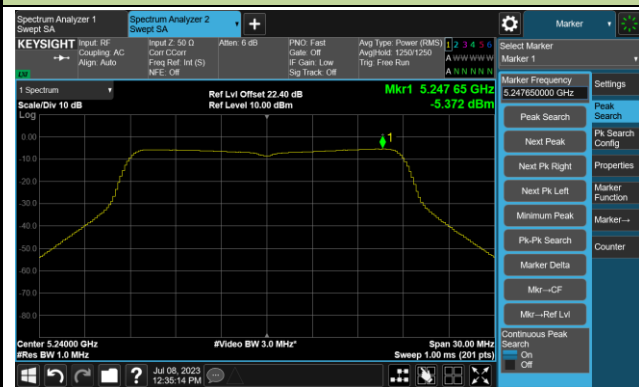 Spectrum Analyzer 1
Swept SA
Spectrum Analyzer 2
Swept SA
Marker
KEYSIGHT
Input: RF
Coupling: AC
Align: Auto
Input Z: 50 Ω
Corr CCorr
Freq Ref: Int (S)
NFE: Off
Atten: 6 dB
PNO: Fast
Gate: Off
IF Gain: Low
Sig Track: Off
Avg Type: Power (RMS)
Avg|Hold: 1250/1250
Trig: Free Run
1 2 3 4 5 6
A W W W W W
A N N N N N
Select Marker
Marker 1
1 Spectrum
Scale/Div 10 dB
Log
Ref Lvl Offset 22.40 dB
Ref Level 10.00 dBm
Mkr1 5.247 65 GHz
-5.372 dBm
1
0.00
-10.0
-20.0
-30.0
-40.0
-50.0
-60.0
-70.0
-80.0
Center 5.24000 GHz
#Res BW 1.0 MHz
#Video BW 3.0 MHz*
Span 30.00 MHz
Sweep 1.00 ms (201 pts)
Marker Frequency
5.247650000 GHz
Peak Search
Next Peak
Next Pk Right
Next Pk Left
Minimum Peak
Pk-Pk Search
Marker Delta
Mkr→CF
Mkr→Ref Lvl
Continuous Peak
Search
On
Off
Settings
Peak
Search
Pk Search
Config
Properties
Marker
Function
Marker→
Counter
?
Jul 08, 2023
12:35:14 PM